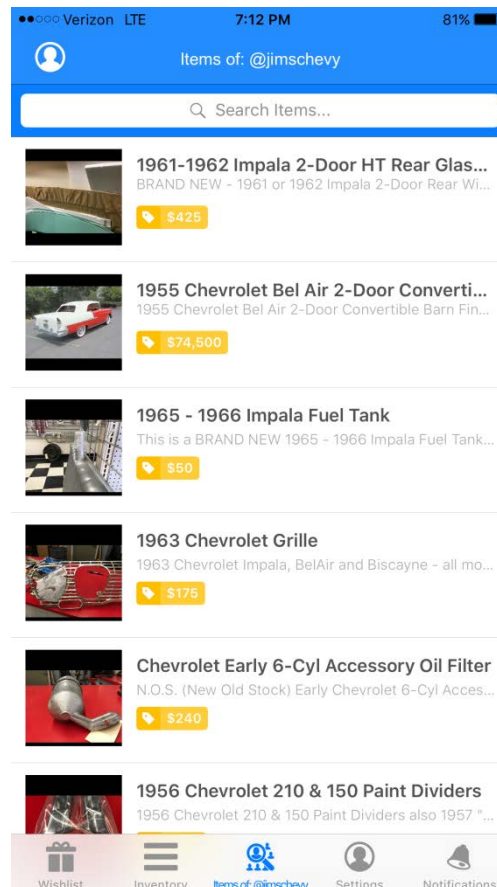 Verizon LTE 7:12 PM 81%
Items of: @jimschevy
Search Items...
1961-1962 Impala 2-Door HT Rear Glas...
BRAND NEW - 1961 or 1962 Impala 2-Door Rear Wi...
$425
1955 Chevrolet Bel Air 2-Door Converti...
1955 Chevrolet Bel Air 2-Door Convertible Barn Fin...
$74,500
1965 - 1966 Impala Fuel Tank
This is a BRAND NEW 1965 - 1966 Impala Fuel Tank...
$50
1963 Chevrolet Grille
1963 Chevrolet Impala, BelAir and Biscayne - all mo...
$175
Chevrolet Early 6-Cyl Accessory Oil Filter
N.O.S. (New Old Stock) Early Chevrolet 6-Cyl Acces...
$240
1956 Chevrolet 210 & 150 Paint Dividers
1956 Chevrolet 210 & 150 Paint Dividers also 1957 "...
Wishlist Inventory Items of: @jimschevy Settings Notifications